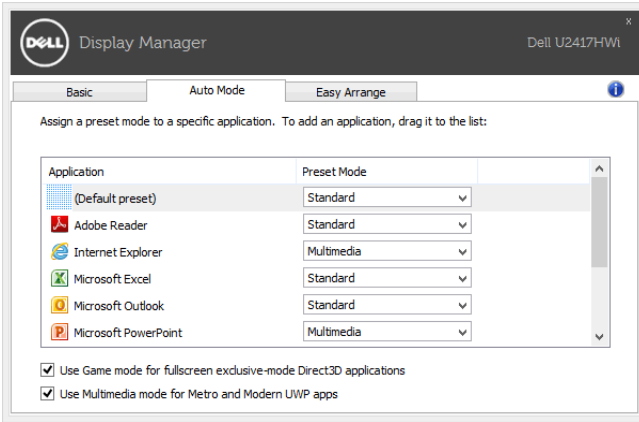 x
DELL Display Manager Dell U2417HWi
Basic Auto Mode Easy Arrange i
Assign a preset mode to a specific application. To add an application, drag it to the list:
Application Preset Mode
(Default preset) Standard
Adobe Reader Standard
Internet Explorer Multimedia
Microsoft Excel Standard
Microsoft Outlook Standard
Microsoft PowerPoint Multimedia
Use Game mode for fullscreen exclusive-mode Direct3D applications
Use Multimedia mode for Metro and Modern UWP apps